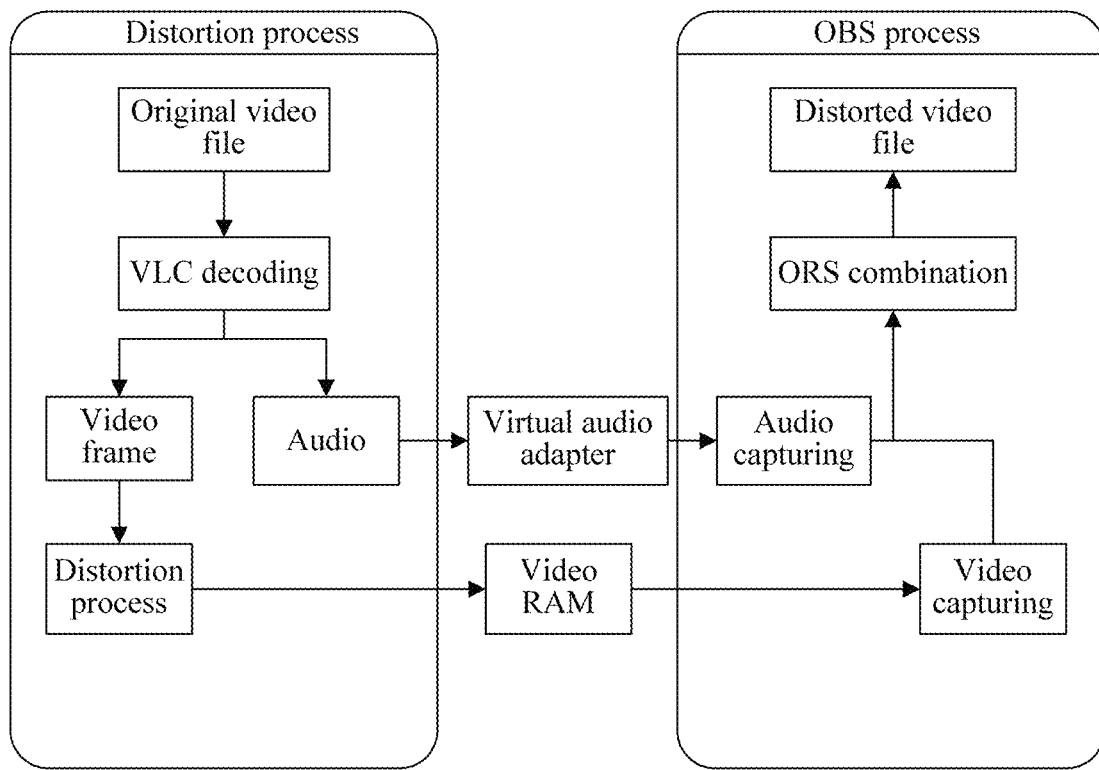 Distortion process
OBS process
Original video
file
Distorted video
file
VLC decoding
ORS combination
Video
frame
Audio
Virtual audio
adapter
Audio
capturing
Distortion
process
Video
RAM
Video
capturing